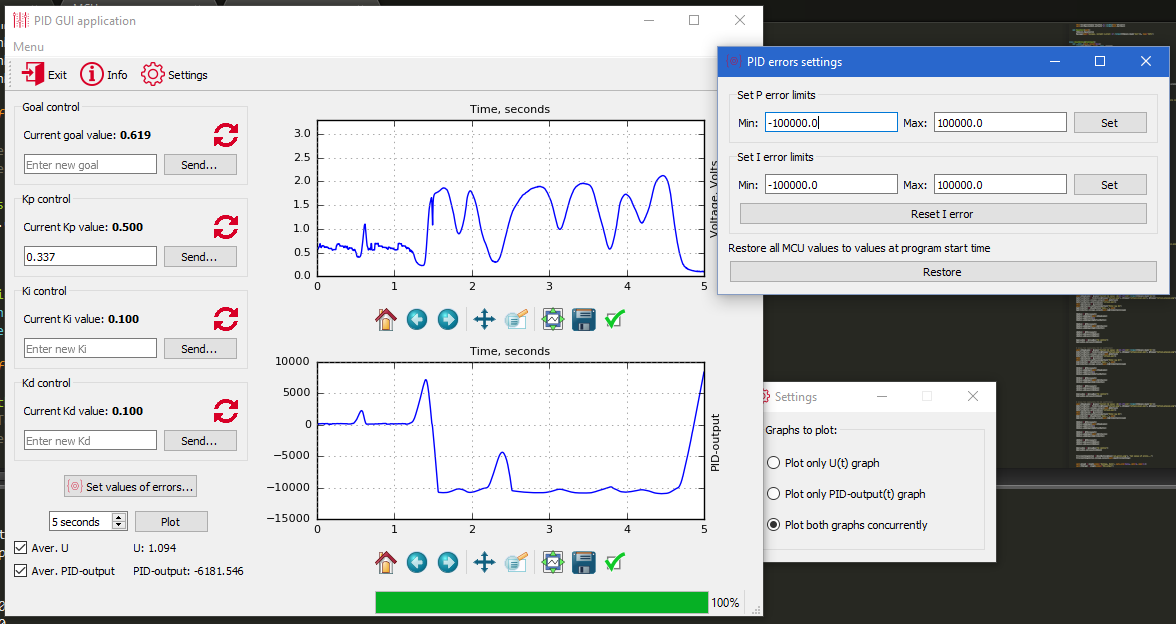 PID GUI application
Menu
Exit Info Settings
Goal control
Current goal value: 0.619
Enter new goal Send...
Kp control
Current Kp value: 0.500
0.337 Send...
Ki control
Current Ki value: 0.100
Enter new Ki Send...
Kd control
Current Kd value: 0.100
Enter new Kd Send...
Set values of errors...
5 seconds Plot
Aver. U U: 1.094
Aver. PID-output PID-output: -6181.546
Time, seconds
3.0
2.5
2.0
1.5
1.0
0.5
0.0
0 1 2 3 4 5
Voltage, Volts
Time, seconds
10000
5000
0
−5000
−10000
−15000
0 1 2 3 4 5
PID-output
100%
PID errors settings
Set P error limits
Min: -100000.0 Max: 100000.0 Set
Set I error limits
Min: -100000.0 Max: 100000.0 Set
Reset I error
Restore all MCU values to values at program start time
Restore
Settings
Graphs to plot:
Plot only U(t) graph
Plot only PID-output(t) graph
Plot both graphs concurrently